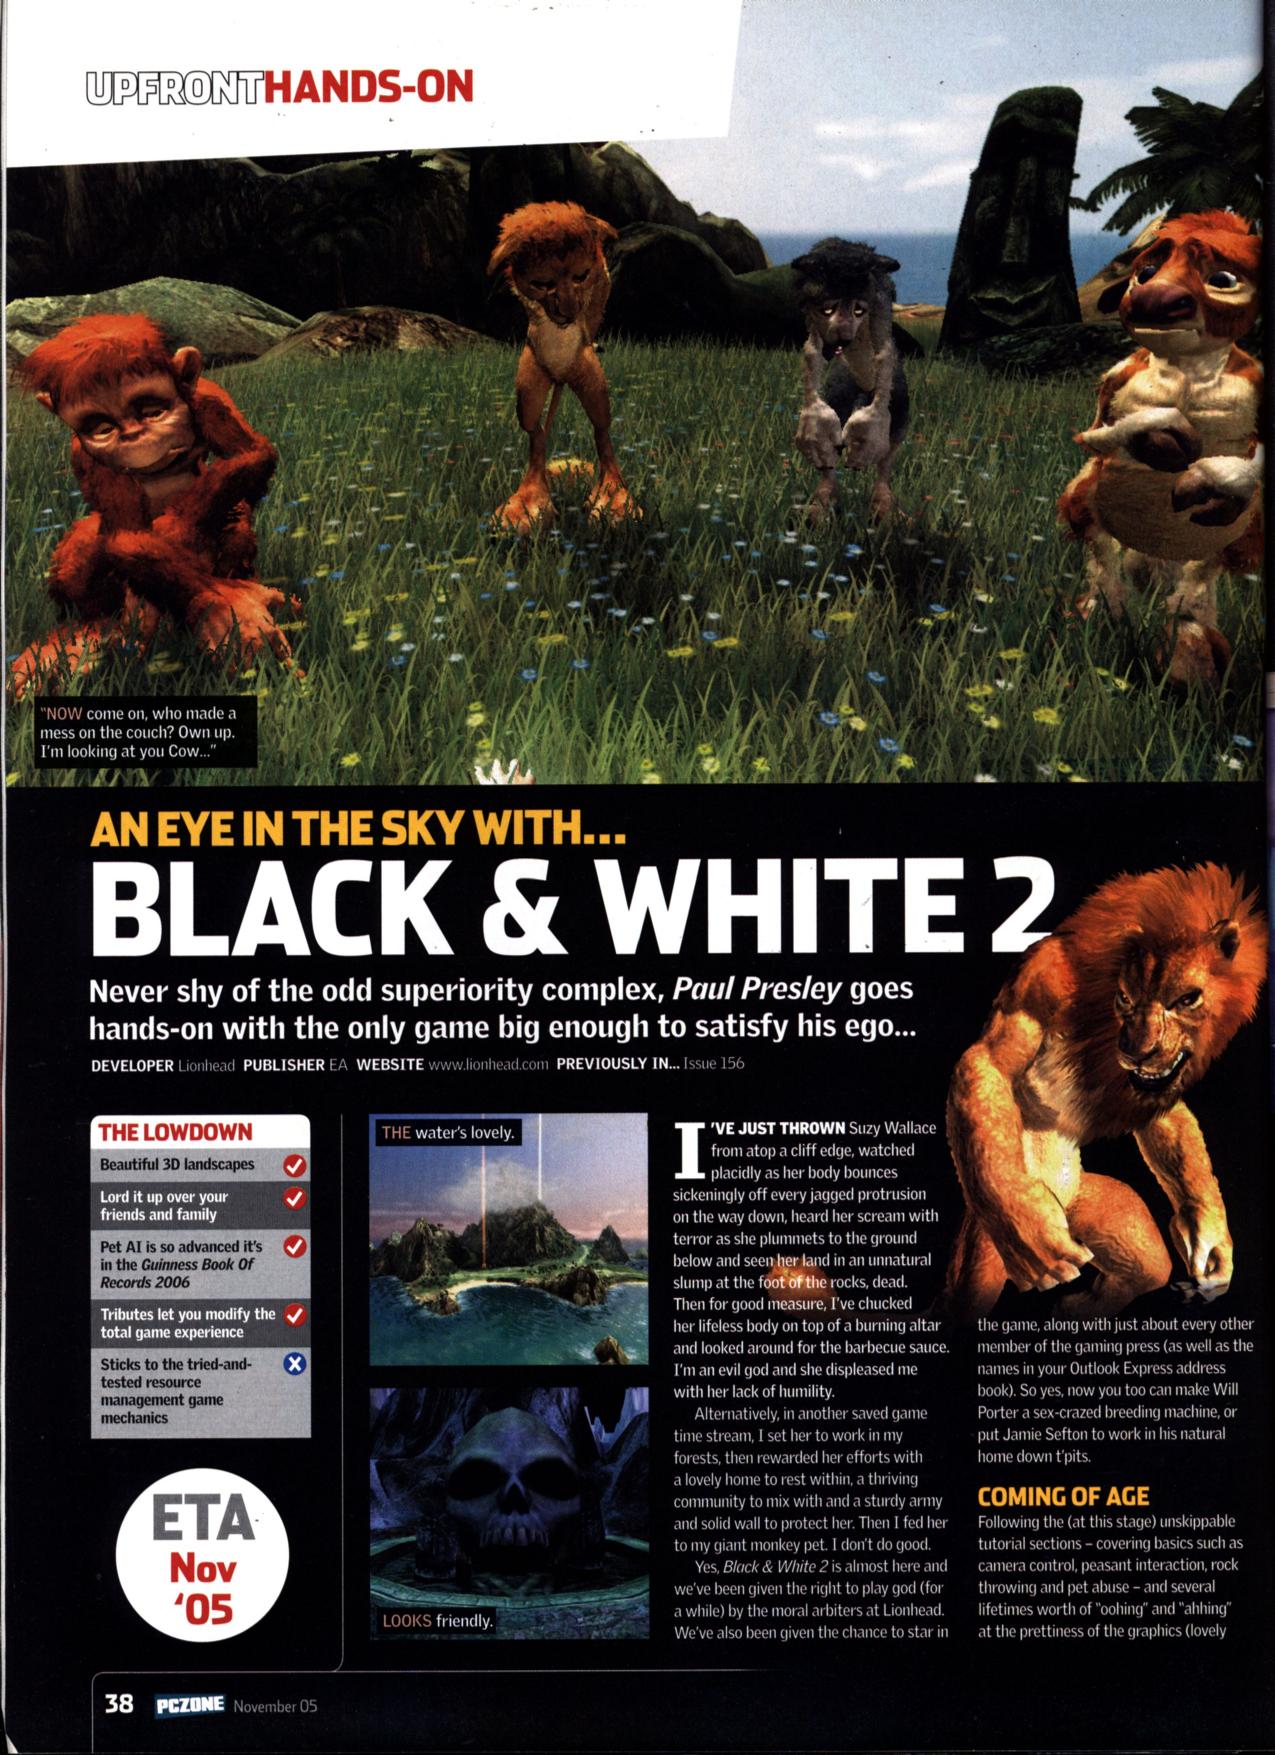 UPFRONTHANDS-ON
"NOW come on, who made a
mess on the couch? Own up.
I'm looking at you Cow..."
AN EYE IN THE SKY WITH...
BLACK & WHITE 2
Never shy of the odd superiority complex, Paul Presley goes
hands-on with the only game big enough to satisfy his ego...
DEVELOPER Lionhead PUBLISHER EA WEBSITE www.lionhead.com PREVIOUSLY IN... Issue 156
THE LOWDOWN
Beautiful 3D landscapes
Lord it up over your
friends and family
Pet AI is so advanced it's
in the Guinness Book Of
Records 2006
Tributes let you modify the
total game experience
Sticks to the tried-and-
tested resource
management game
mechanics
ETA
Nov
'05
THE water's lovely.
LOOKS friendly.
I'VE JUST THROWN Suzy Wallace
from atop a cliff edge, watched
placidly as her body bounces
sickeningly off every jagged protrusion
on the way down, heard her scream with
terror as she plummets to the ground
below and seen her land in an unnatural
slump at the foot of the rocks, dead.
Then for good measure, I've chucked
her lifeless body on top of a burning altar
and looked around for the barbecue sauce.
I'm an evil god and she displeased me
with her lack of humility.
Alternatively, in another saved game
time stream, I set her to work in my
forests, then rewarded her efforts with
a lovely home to rest within, a thriving
community to mix with and a sturdy army
and solid wall to protect her. Then I fed her
to my giant monkey pet. I don't do good.
Yes, Black & White 2 is almost here and
we've been given the right to play god (for
a while) by the moral arbiters at Lionhead.
We've also been given the chance to star in
the game, along with just about every other
member of the gaming press (as well as the
names in your Outlook Express address
book). So yes, now you too can make Will
Porter a sex-crazed breeding machine, or
put Jamie Sefton to work in his natural
home down t'pits.
COMING OF AGE
Following the (at this stage) unskippable
tutorial sections – covering basics such as
camera control, peasant interaction, rock
throwing and pet abuse – and several
lifetimes worth of "oohing" and "ahhing"
at the prettiness of the graphics (lovely
38 PCZONE November 05